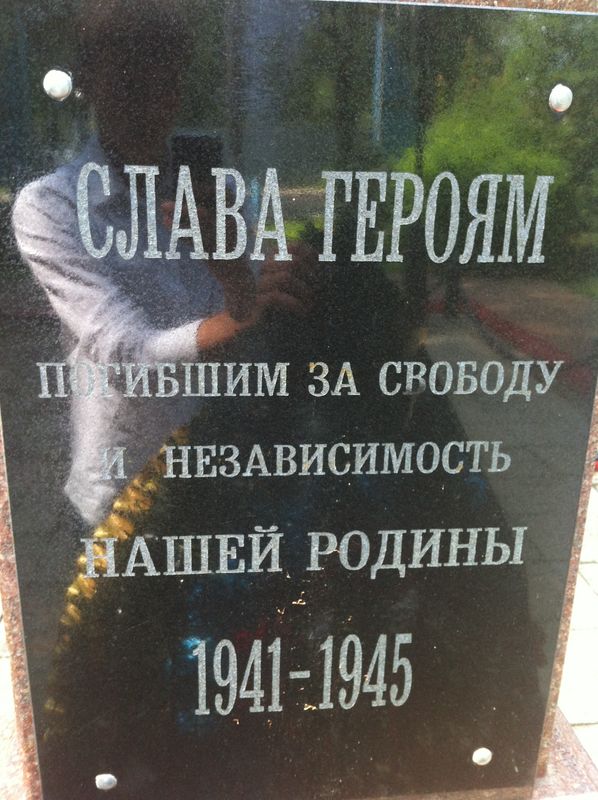 СЛАВА ГЕРОЯМ
ПОГИБШИМ ЗА СВОБОДУ
И НЕЗАВИСИМОСТЬ
НАШЕЙ РОДИНЫ
1941-1945